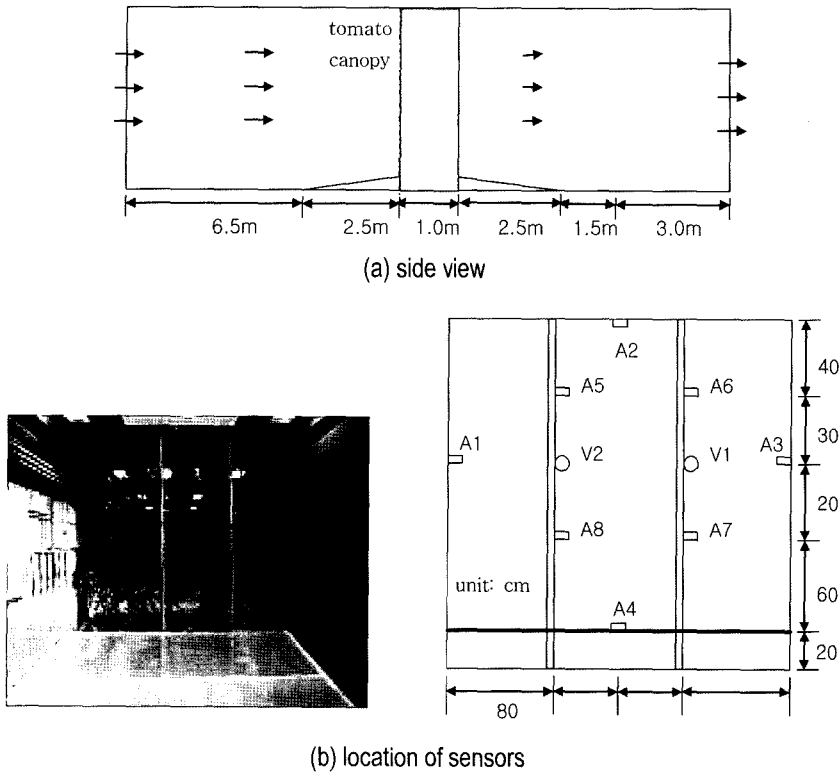 tomato
canopy
6.5m 2.5m 1.0m 2.5m 1.5m 3.0m
(a) side view
A2
40
A5 A6
30
A1 V2 V1 A3
20
A8 A7
unit: cm
60
A4
20
80
(b) location of sensors